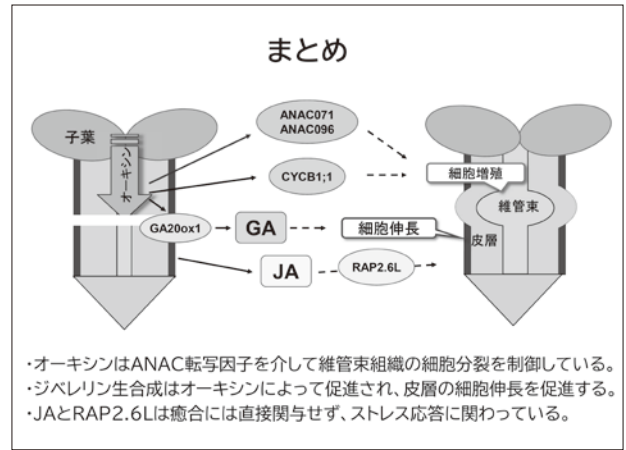 まとめ
子葉
オーキシン
ANAC071
ANAC096
CYCB1;1
細胞増殖
維管束
GA20ox1
GA
細胞伸長
皮層
JA
RAP2.6L
・オーキシンはANAC転写因子を介して維管束組織の細胞分裂を制御している。
・ジベレリン生合成はオーキシンによって促進され、皮層の細胞伸長を促進する。
・JAとRAP2.6Lは癒合には直接関与せず、ストレス応答に関わっている。